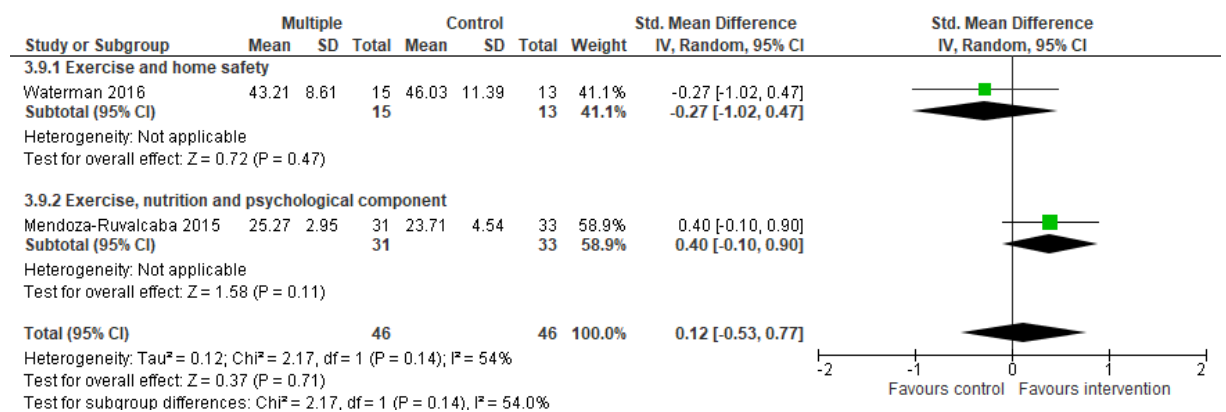 Multiple Control Std. Mean Difference Std. Mean Difference
Study or Subgroup Mean SD Total Mean SD Total Weight IV, Random, 95% CI IV, Random, 95% CI
3.9.1 Exercise and home safety
Waterman 2016 43.21 8.61 15 46.03 11.39 13 41.1% -0.27 [-1.02, 0.47]
Subtotal (95% CI) 15 13 41.1% -0.27 [-1.02, 0.47]
Heterogeneity: Not applicable
Test for overall effect: Z = 0.72 (P = 0.47)
3.9.2 Exercise, nutrition and psychological component
Mendoza-Ruvalcaba 2015 25.27 2.95 31 23.71 4.54 33 58.9% 0.40 [-0.10, 0.90]
Subtotal (95% CI) 31 33 58.9% 0.40 [-0.10, 0.90]
Heterogeneity: Not applicable
Test for overall effect: Z = 1.58 (P = 0.11)
Total (95% CI) 46 46 100.0% 0.12 [-0.53, 0.77]
Heterogeneity: Tau² = 0.12; Chi² = 2.17, df = 1 (P = 0.14); I² = 54%
Test for overall effect: Z = 0.37 (P = 0.71)
Test for subgroup differences: Chi² = 2.17, df = 1 (P = 0.14), I² = 54.0%
-2 -1 0 1 2
Favours control Favours intervention